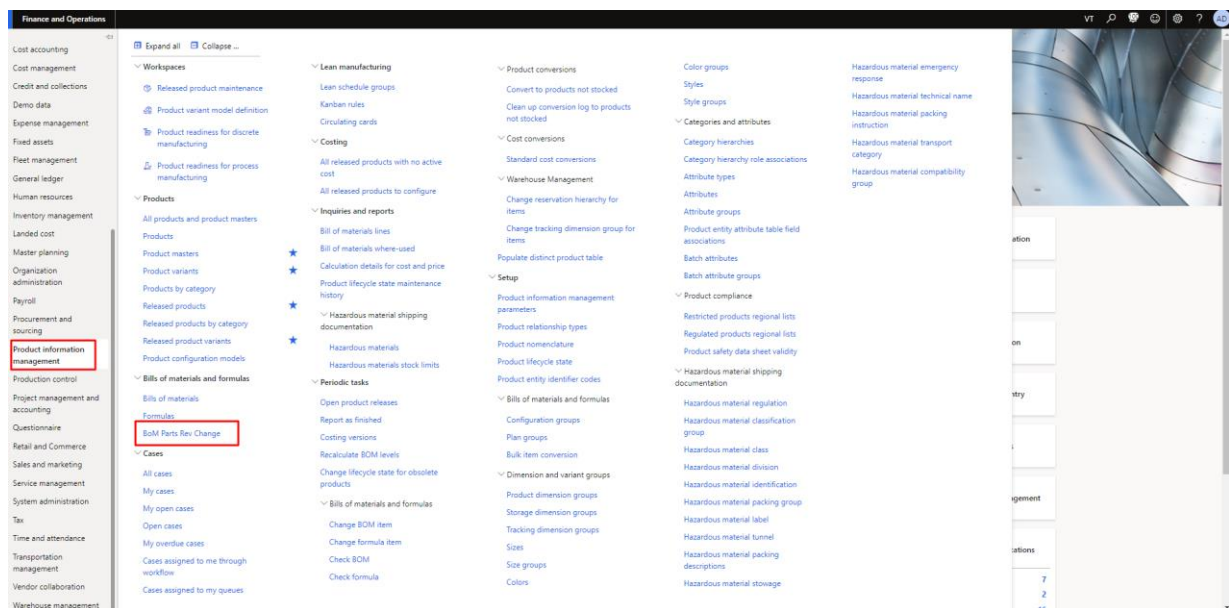 Finance and Operations
VT
?
AD
Cost accounting
Cost management
Credit and collections
Demo data
Expense management
Fixed assets
Fleet management
General ledger
Human resources
Inventory management
Landed cost
Master planning
Organization
administration
Payroll
Procurement and
sourcing
Product information
management
Production control
Project management and
accounting
Questionnaire
Retail and Commerce
Sales and marketing
Service management
System administration
Tax
Time and attendance
Transportation
management
Vendor collaboration
Warehouse management
Expand all
Collapse ...
Workspaces
Released product maintenance
Product variant model definition
Product readiness for discrete
manufacturing
Product readiness for process
manufacturing
Products
All products and product masters
Products
Product masters
Product variants
Products by category
Released products
Released products by category
Released product variants
Product configuration models
Bills of materials and formulas
Bills of materials
Formulas
BoM Parts Rev Change
Cases
All cases
My cases
My open cases
Open cases
My overdue cases
Cases assigned to me through
workflow
Cases assigned to my queues
Lean manufacturing
Lean schedule groups
Kanban rules
Circulating cards
Costing
All released products with no active
cost
All released products to configure
Inquiries and reports
Bill of materials lines
Bill of materials where-used
Calculation details for cost and price
Product lifecycle state maintenance
history
Hazardous material shipping
documentation
Hazardous materials
Hazardous materials stock limits
Periodic tasks
Open product releases
Report as finished
Costing versions
Recalculate BOM levels
Change lifecycle state for obsolete
products
Bills of materials and formulas
Change BOM item
Change formula item
Check BOM
Check formula
Product conversions
Convert to products not stocked
Clean up conversion log to products
not stocked
Cost conversions
Standard cost conversions
Warehouse Management
Change reservation hierarchy for
items
Change tracking dimension group for
items
Populate distinct product table
Setup
Product information management
parameters
Product relationship types
Product nomenclature
Product lifecycle state
Product entity identifier codes
Bills of materials and formulas
Configuration groups
Plan groups
Bulk item conversion
Dimension and variant groups
Product dimension groups
Storage dimension groups
Tracking dimension groups
Sizes
Size groups
Colors
Color groups
Styles
Style groups
Categories and attributes
Category hierarchies
Category hierarchy role associations
Attribute types
Attributes
Attribute groups
Product entity attribute table field
associations
Batch attributes
Batch attribute groups
Product compliance
Restricted products regional lists
Regulated products regional lists
Product safety data sheet validity
Hazardous material shipping
documentation
Hazardous material regulation
Hazardous material classification
group
Hazardous material class
Hazardous material division
Hazardous material identification
Hazardous material packing group
Hazardous material label
Hazardous material tunnel
Hazardous material packing
descriptions
Hazardous material stowage
Hazardous material emergency
response
Hazardous material technical name
Hazardous material packing
instruction
Hazardous material transport
category
Hazardous material compatibility
group
ation
on
ntry
s
agement
cations
7
2